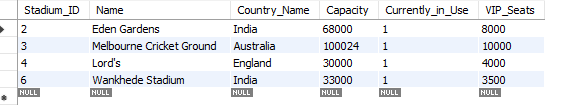 Stadium_ID Name Country_Name Capacity Currently_in_Use VIP_Seats
2 Eden Gardens India 68000 1 8000
3 Melbourne Cricket Ground Australia 100024 1 10000
4 Lord's England 30000 1 4000
6 Wankhede Stadium India 33000 1 3500
NULL NULL NULL NULL NULL NULL